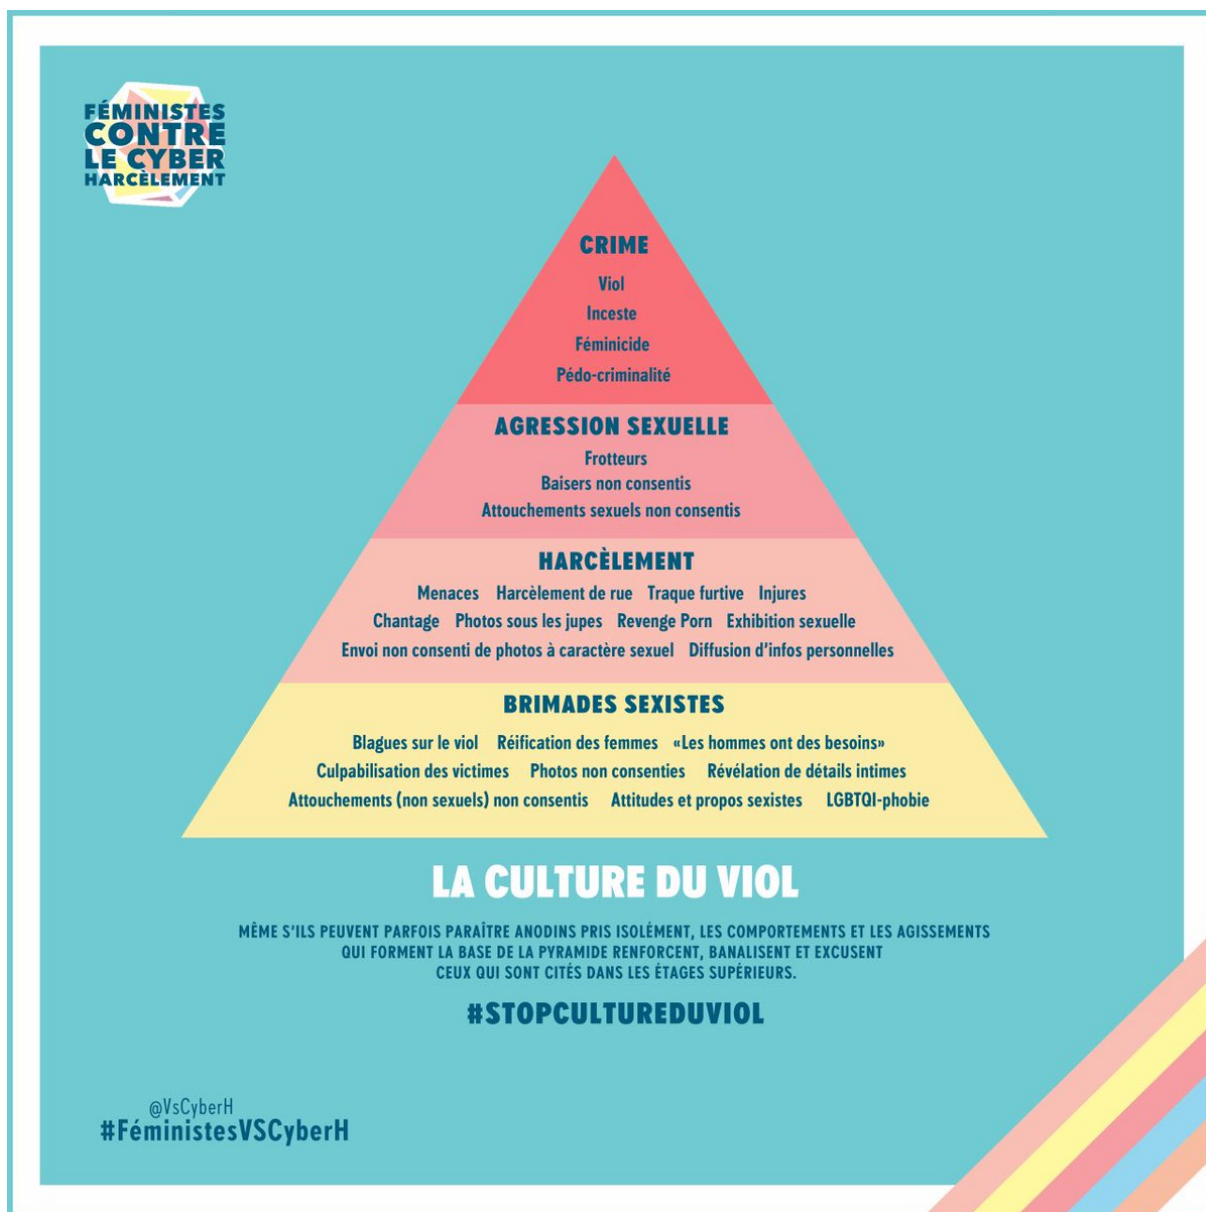 FÉMINISTES
CONTRE
LE CYBER
HARCÈLEMENT
CRIME
Viol
Inceste
Féminicide
Pédo-criminalité
AGRESSION SEXUELLE
Frotteurs
Baisers non consentis
Attouchements sexuels non consentis
HARCÈLEMENT
Menaces Harcèlement de rue Traque furtive Injures
Chantage Photos sous les jupes Revenge Porn Exhibition sexuelle
Envoi non consenti de photos à caractère sexuel Diffusion d'infos personnelles
BRIMADES SEXISTES
Blagues sur le viol Réification des femmes «Les hommes ont des besoins»
Culpabilisation des victimes Photos non consenties Révélation de détails intimes
Attouchements (non sexuels) non consentis Attitudes et propos sexistes LGBTQI-phobie
LA CULTURE DU VIOL
MÊME S'ILS PEUVENT PARFOIS PARAÎTRE ANODINS PRIS ISOLÉMENT, LES COMPORTEMENTS ET LES AGISSEMENTS
QUI FORMENT LA BASE DE LA PYRAMIDE RENFORCENT, BANALISENT ET EXCUSENT
CEUX QUI SONT CITÉS DANS LES ÉTAGES SUPÉRIEURS.
#STOPCULTUREDUVIOL
@VsCyberH
#FéministesVSCyberH